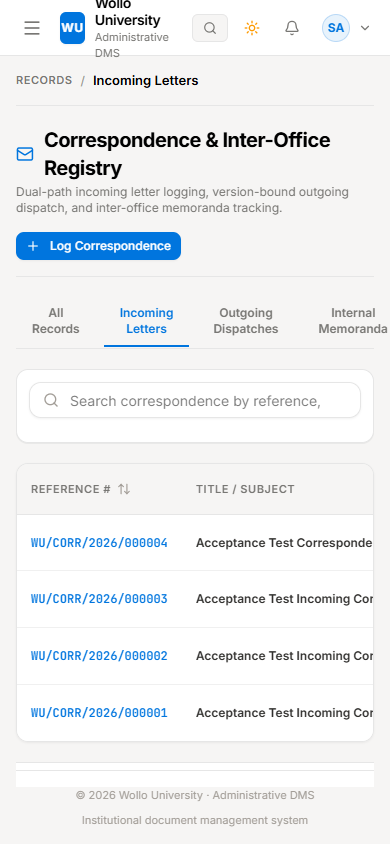 Wollo
University
Administrative
DMS
WU
SA
RECORDS / Incoming Letters
Correspondence & Inter-Office
Registry
Dual-path incoming letter logging, version-bound outgoing
dispatch, and inter-office memoranda tracking.
+ Log Correspondence
All
Records
Incoming
Letters
Outgoing
Dispatches
Internal
Memoranda
Search correspondence by reference,
REFERENCE # TITLE / SUBJECT
WU/CORR/2026/000004 Acceptance Test Corresponde
WU/CORR/2026/000003 Acceptance Test Incoming Cor
WU/CORR/2026/000002 Acceptance Test Incoming Cor
WU/CORR/2026/000001 Acceptance Test Incoming Cor
© 2026 Wollo University · Administrative DMS
Institutional document management system